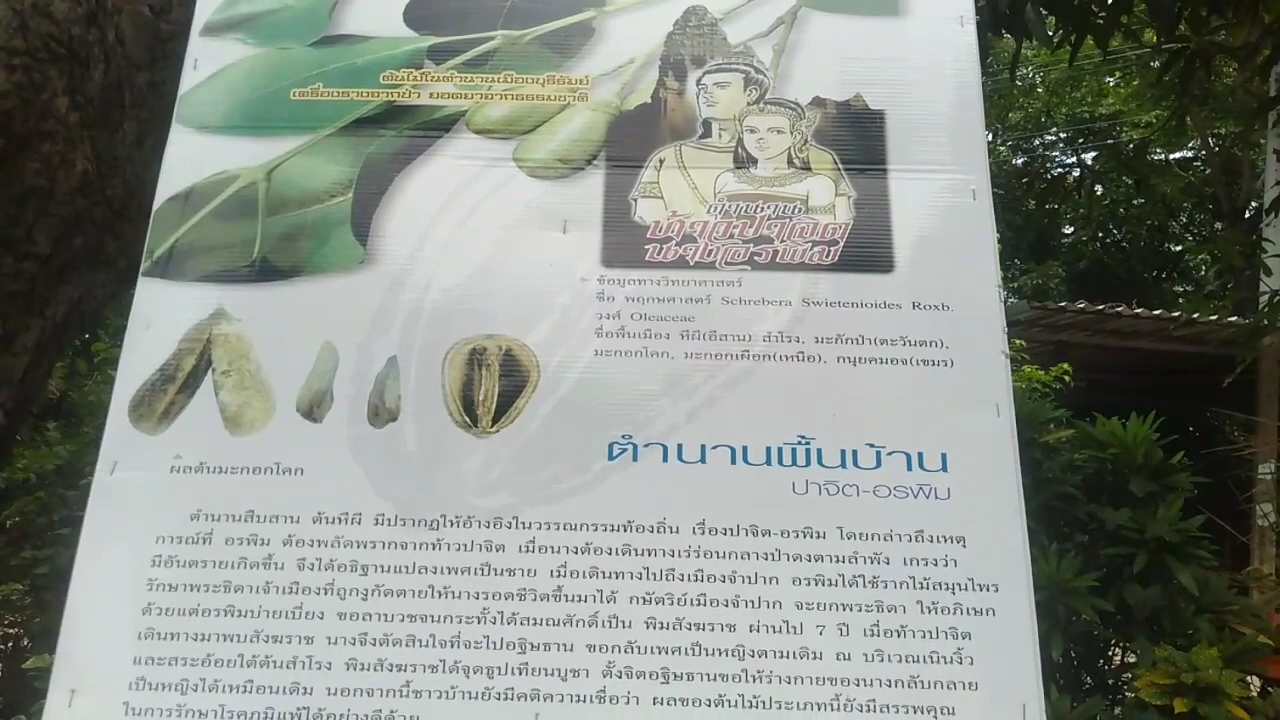 ต้นไม้ในตำนานเมืองบุรีรัมย์
เครื่องรางจากป่า ยอดยาจากธรรมชาติ
ตำนาน
ท้าวปาจิต
นางอรพิม
ข้อมูลทางวิทยาศาสตร์
ชื่อ พฤกษศาสตร์ Schrebera Swietenioides Roxb.
วงศ์ Oleaceae
ชื่อพื้นเมือง หีผี(อีสาน) สำโรง, มะกักป่า(ตะวันตก),
มะกอกโคก, มะกอกเผือก(เหนือ), กนุยคมอจ(เขมร)
ผลต้นมะกอกโคก
ตำนานพื้นบ้าน
ปาจิต-อรพิม
ตำนานสืบสาน ต้นหีผี มีปรากฏให้อ้างอิงในวรรณกรรมท้องถิ่น เรื่องปาจิต-อรพิม โดยกล่าวถึงเหตุ
การณ์ที่ อรพิม ต้องพลัดพรากจากท้าวปาจิต เมื่อนางต้องเดินทางเร่ร่อนกลางป่าดงตามลำพัง เกรงว่า
มีอันตรายเกิดขึ้น จึงได้อธิฐานแปลงเพศเป็นชาย เมื่อเดินทางไปถึงเมืองจำปาก อรพิมได้ใช้รากไม้สมุนไพร
รักษาพระธิดาเจ้าเมืองที่ถูกงูกัดตายให้นางรอดชีวิตขึ้นมาได้ กษัตริย์เมืองจำปาก จะยกพระธิดา ให้อภิเษก
ด้วยแต่อรพิมบ่ายเบี่ยง ขอลาบวชจนกระทั่งได้สมณศักดิ์เป็น พิมสังฆราช ผ่านไป 7 ปี เมื่อท้าวปาจิต
เดินทางมาพบสังฆราช นางจึงตัดสินใจที่จะไปอฐิษธาน ขอกลับเพศเป็นหญิงตามเดิม ณ บริเวณเนินงิ้ว
และสระอ้อยใต้ต้นสำโรง พิมสังฆราชได้จุดธูปเทียนบูชา ตั้งจิตอฐิษธานขอให้ร่างกายของนางกลับกลาย
เป็นหญิงได้เหมือนเดิม นอกจากนี้ชาวบ้านยังมีคติความเชื่อว่า ผลของต้นไม้ประเภทนี้ยังมีสรรพคุณ
ในการรักษาโรคภูมิแพ้ได้อย่างดีด้วย